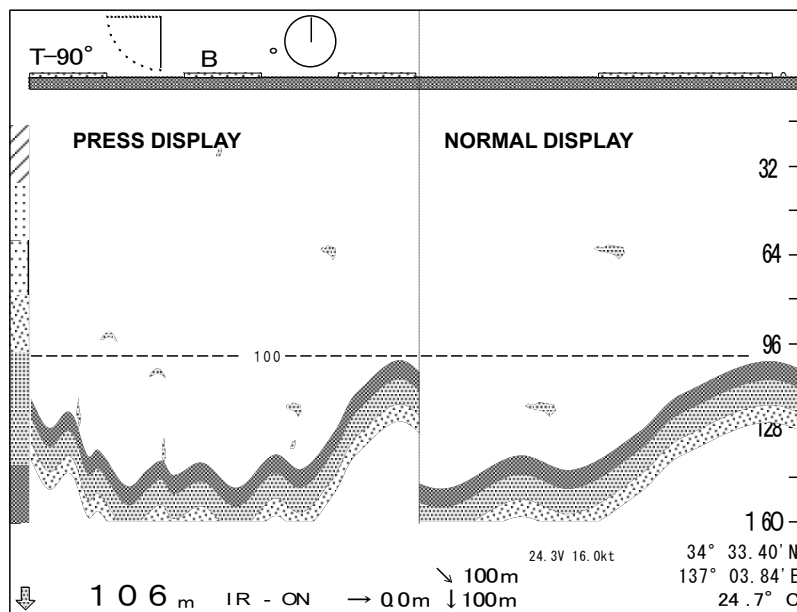 T-90° B °
PRESS DISPLAY NORMAL DISPLAY
32
64
96
100
128
160
24.3V 16.0kt 34° 33.40'N
↘ 100m 137° 03.84'E
106m IR - ON → 0.0m ↓100m 24.7° C